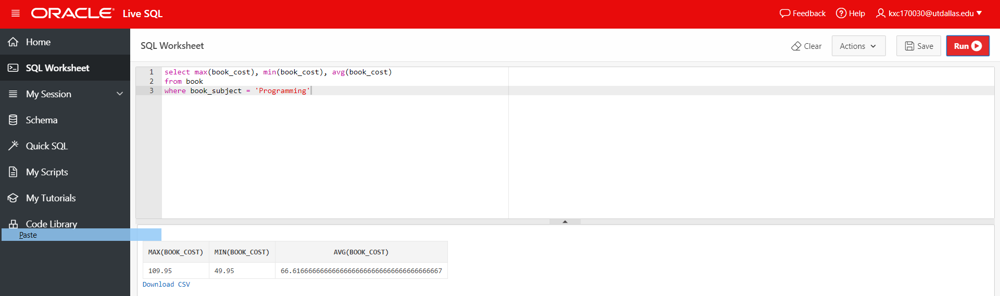 ORACLE Live SQL
Feedback Help kxc170030@utdallas.edu
Home
SQL Worksheet
My Session
Schema
Quick SQL
My Scripts
My Tutorials
Code Library
Paste
SQL Worksheet
Clear Actions Save Run
1 select max(book_cost), min(book_cost), avg(book_cost)
2 from book
3 where book_subject = 'Programming'
MAX(BOOK_COST) MIN(BOOK_COST) AVG(BOOK_COST)
109.95 49.95 66.6166666666666666666666666666666666667
Download CSV